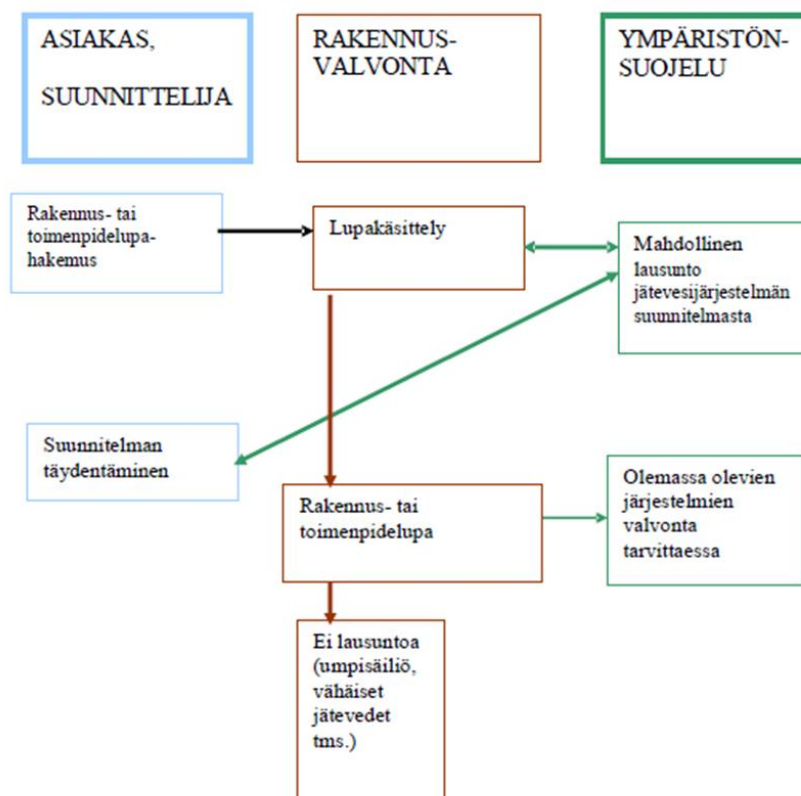 ASIAKAS,
SUUNNITTELIJA
RAKENNUS-
VALVONTA
YMPÄRISTÖN-
SUOJELU
Rakennus- tai
toimenpidelupa-
hakemus
Lupakäsittely
Mahdollinen
lausunto
jätevesijärjestelmän
suunnitelmasta
Suunnitelman
täydentäminen
Rakennus- tai
toimenpidelupa
Olemassa olevien
järjestelmien
valvonta
tarvittaessa
Ei lausuntoa
(umpisäiliö,
vähäiset
jätevedet
tms.)